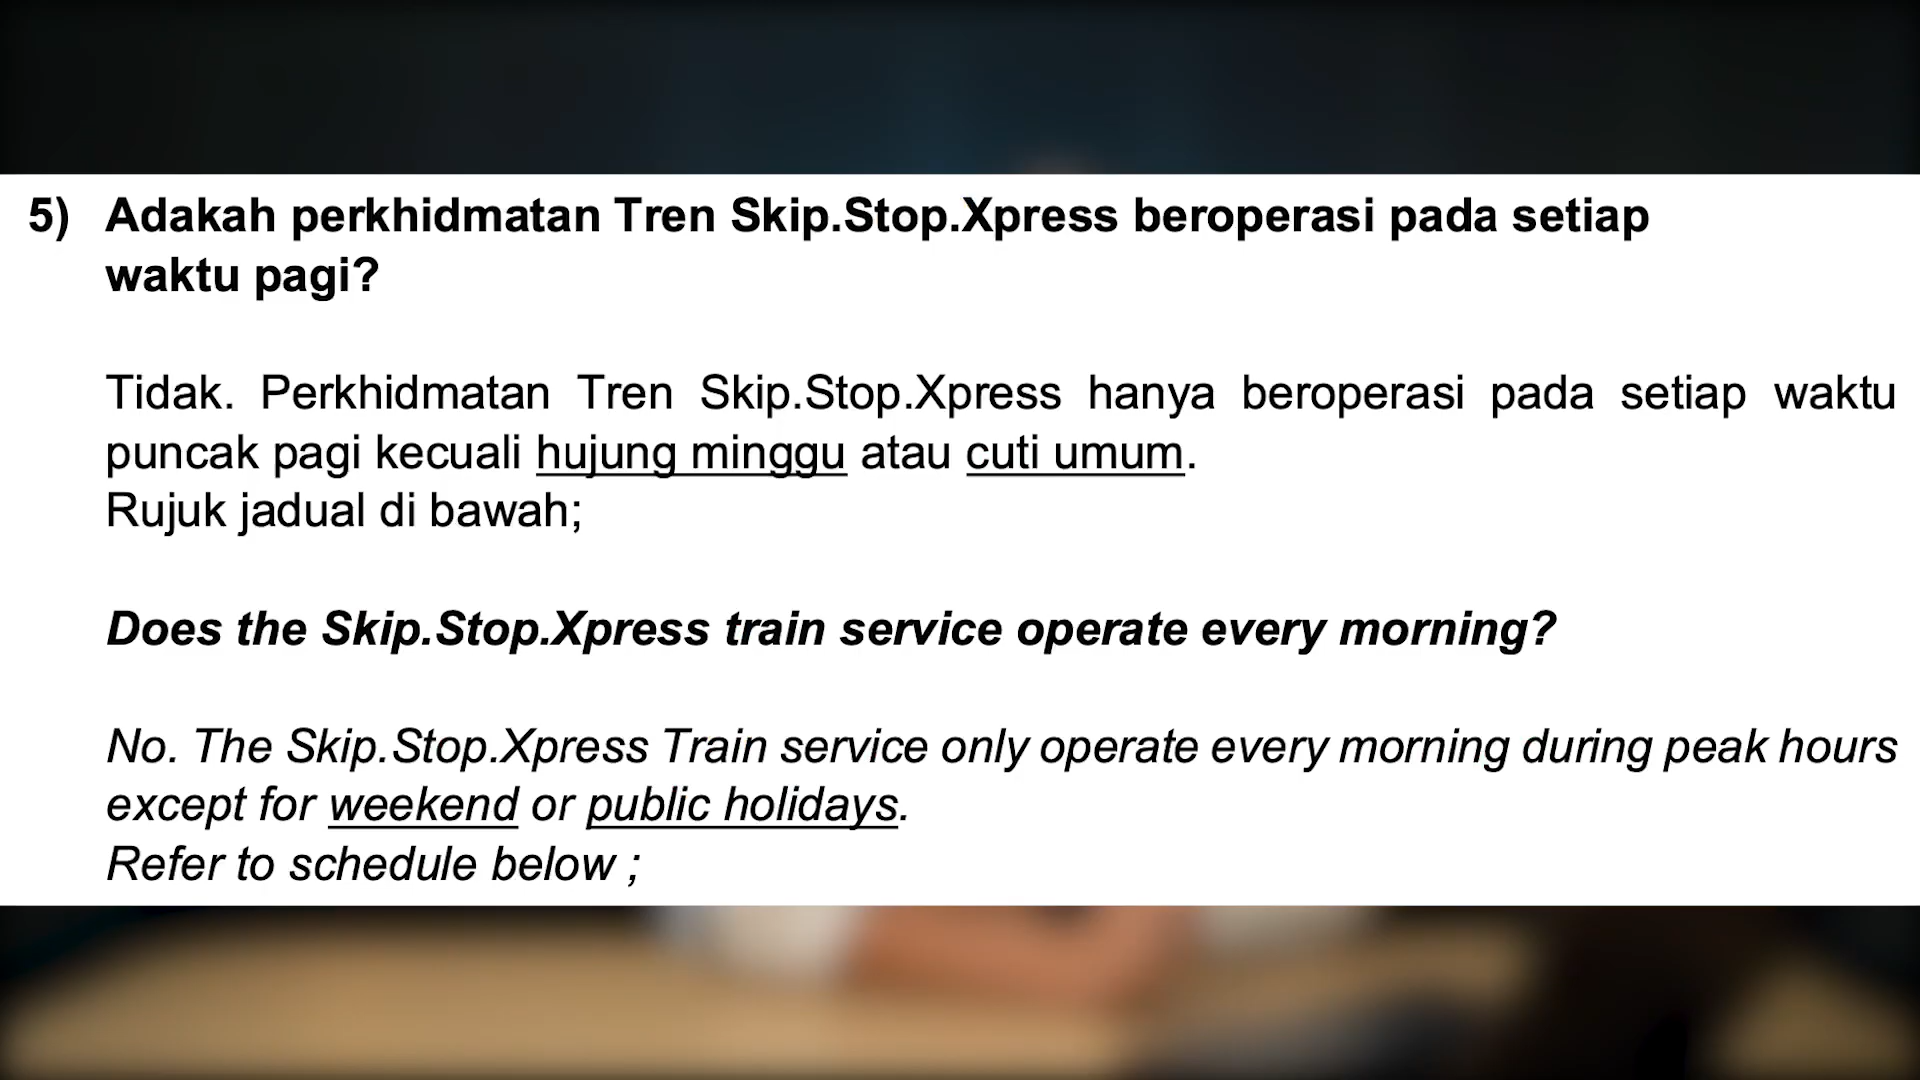 5) Adakah perkhidmatan Tren Skip.Stop.Xpress beroperasi pada setiap
waktu pagi?
Tidak. Perkhidmatan Tren Skip.Stop.Xpress hanya beroperasi pada setiap waktu
puncak pagi kecuali hujung minggu atau cuti umum.
Rujuk jadual di bawah;
Does the Skip.Stop.Xpress train service operate every morning?
No. The Skip.Stop.Xpress Train service only operate every morning during peak hours
except for weekend or public holidays.
Refer to schedule below ;